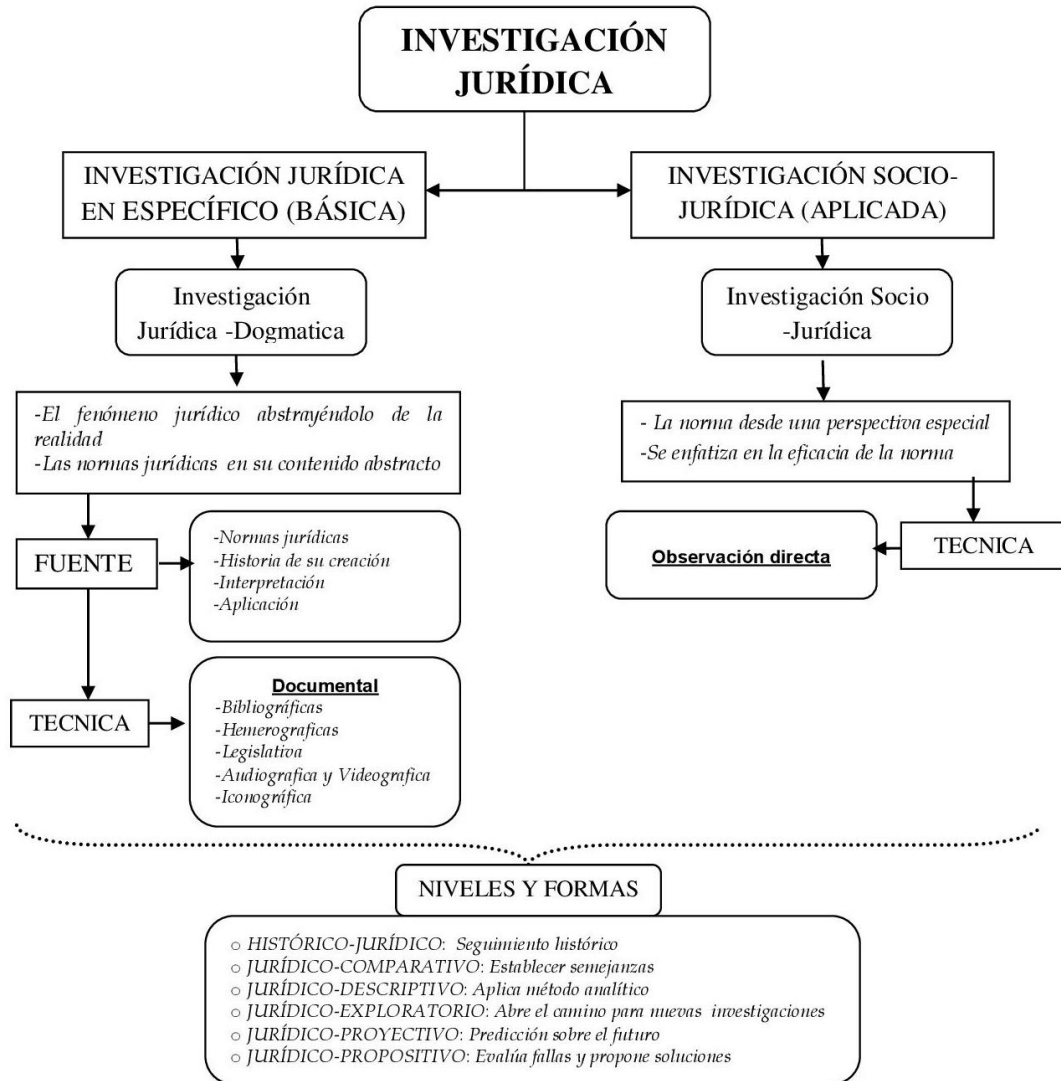 INVESTIGACIÓN
JURÍDICA
INVESTIGACIÓN JURÍDICA
EN ESPECÍFICO (BÁSICA)
INVESTIGACIÓN SOCIO-
JURÍDICA (APLICADA)
Investigación
Jurídica -Dogmatica
Investigación Socio
-Jurídica
-El fenómeno jurídico abstrayéndolo de la
realidad
-Las normas jurídicas en su contenido abstracto
- La norma desde una perspectiva especial
-Se enfatiza en la eficacia de la norma
FUENTE
-Normas jurídicas
-Historia de su creación
-Interpretación
-Aplicación
Observación directa
TECNICA
TECNICA
Documental
-Bibliográficas
-Hemerograficas
-Legislativa
-Audiografica y Videografica
-Iconográfica
NIVELES Y FORMAS
o HISTÓRICO-JURÍDICO: Seguimiento histórico
o JURÍDICO-COMPARATIVO: Establecer semejanzas
o JURÍDICO-DESCRIPTIVO: Aplica método analítico
o JURÍDICO-EXPLORATORIO: Abre el camino para nuevas investigaciones
o JURÍDICO-PROYECTIVO: Predicción sobre el futuro
o JURÍDICO-PROPOSITIVO: Evalúa fallas y propone soluciones